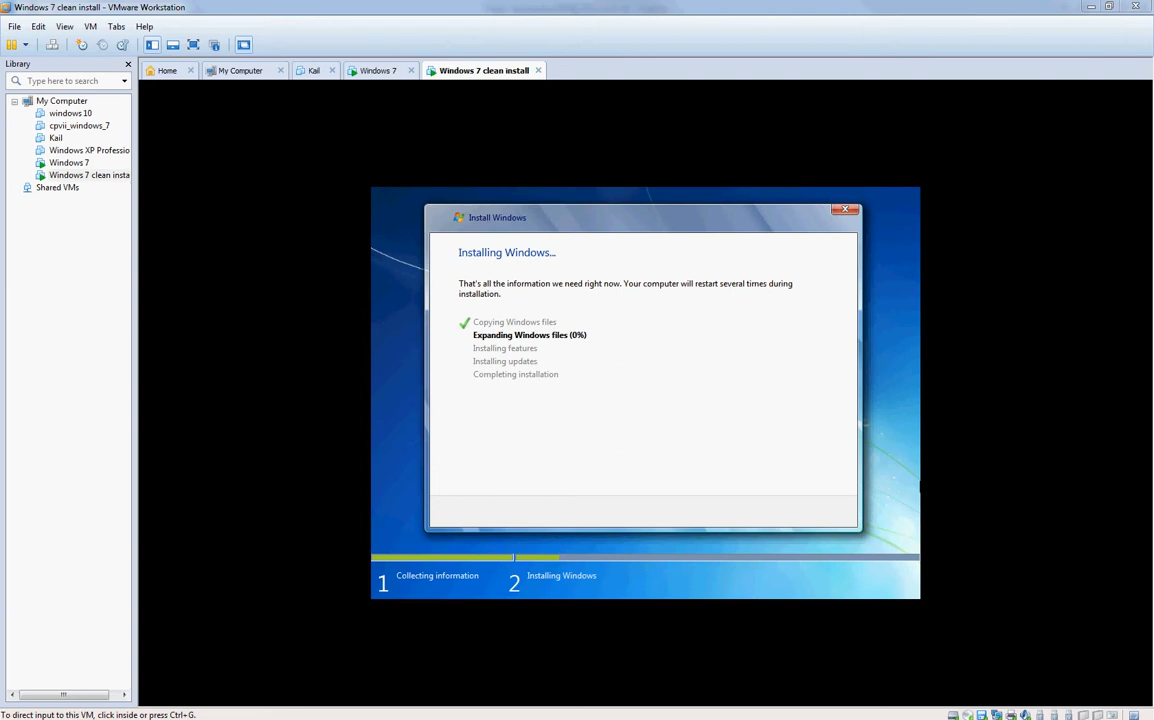 Windows 7 clean install - VMware Workstation
File Edit View VM Tabs Help
Library
Type here to search
Home
My Computer
Kail
Windows 7
Windows 7 clean install
My Computer
windows 10
cpvii_windows_7
Kail
Windows XP Professio
Windows 7
Windows 7 clean insta
Shared VMs
Install Windows
Installing Windows...
That's all the information we need right now. Your computer will restart several times during
installation.
Copying Windows files
Expanding Windows files (0%)
Installing features
Installing updates
Completing installation
1 Collecting information
2 Installing Windows
To direct input to this VM, click inside or press Ctrl+G.